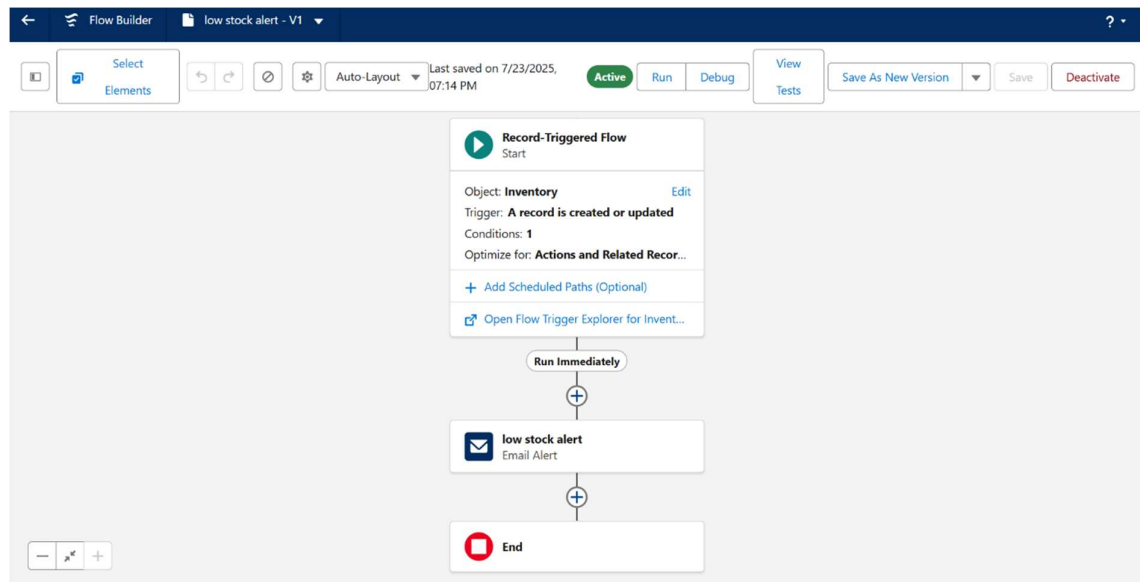 Flow Builder
low stock alert - V1
?
Select
Elements
Auto-Layout
Last saved on 7/23/2025,
07:14 PM
Active
Run
Debug
View
Tests
Save As New Version
Save
Deactivate
Record-Triggered Flow
Start
Object: Inventory
Edit
Trigger: A record is created or updated
Conditions: 1
Optimize for: Actions and Related Recor...
+ Add Scheduled Paths (Optional)
Open Flow Trigger Explorer for Invent...
Run Immediately
low stock alert
Email Alert
End